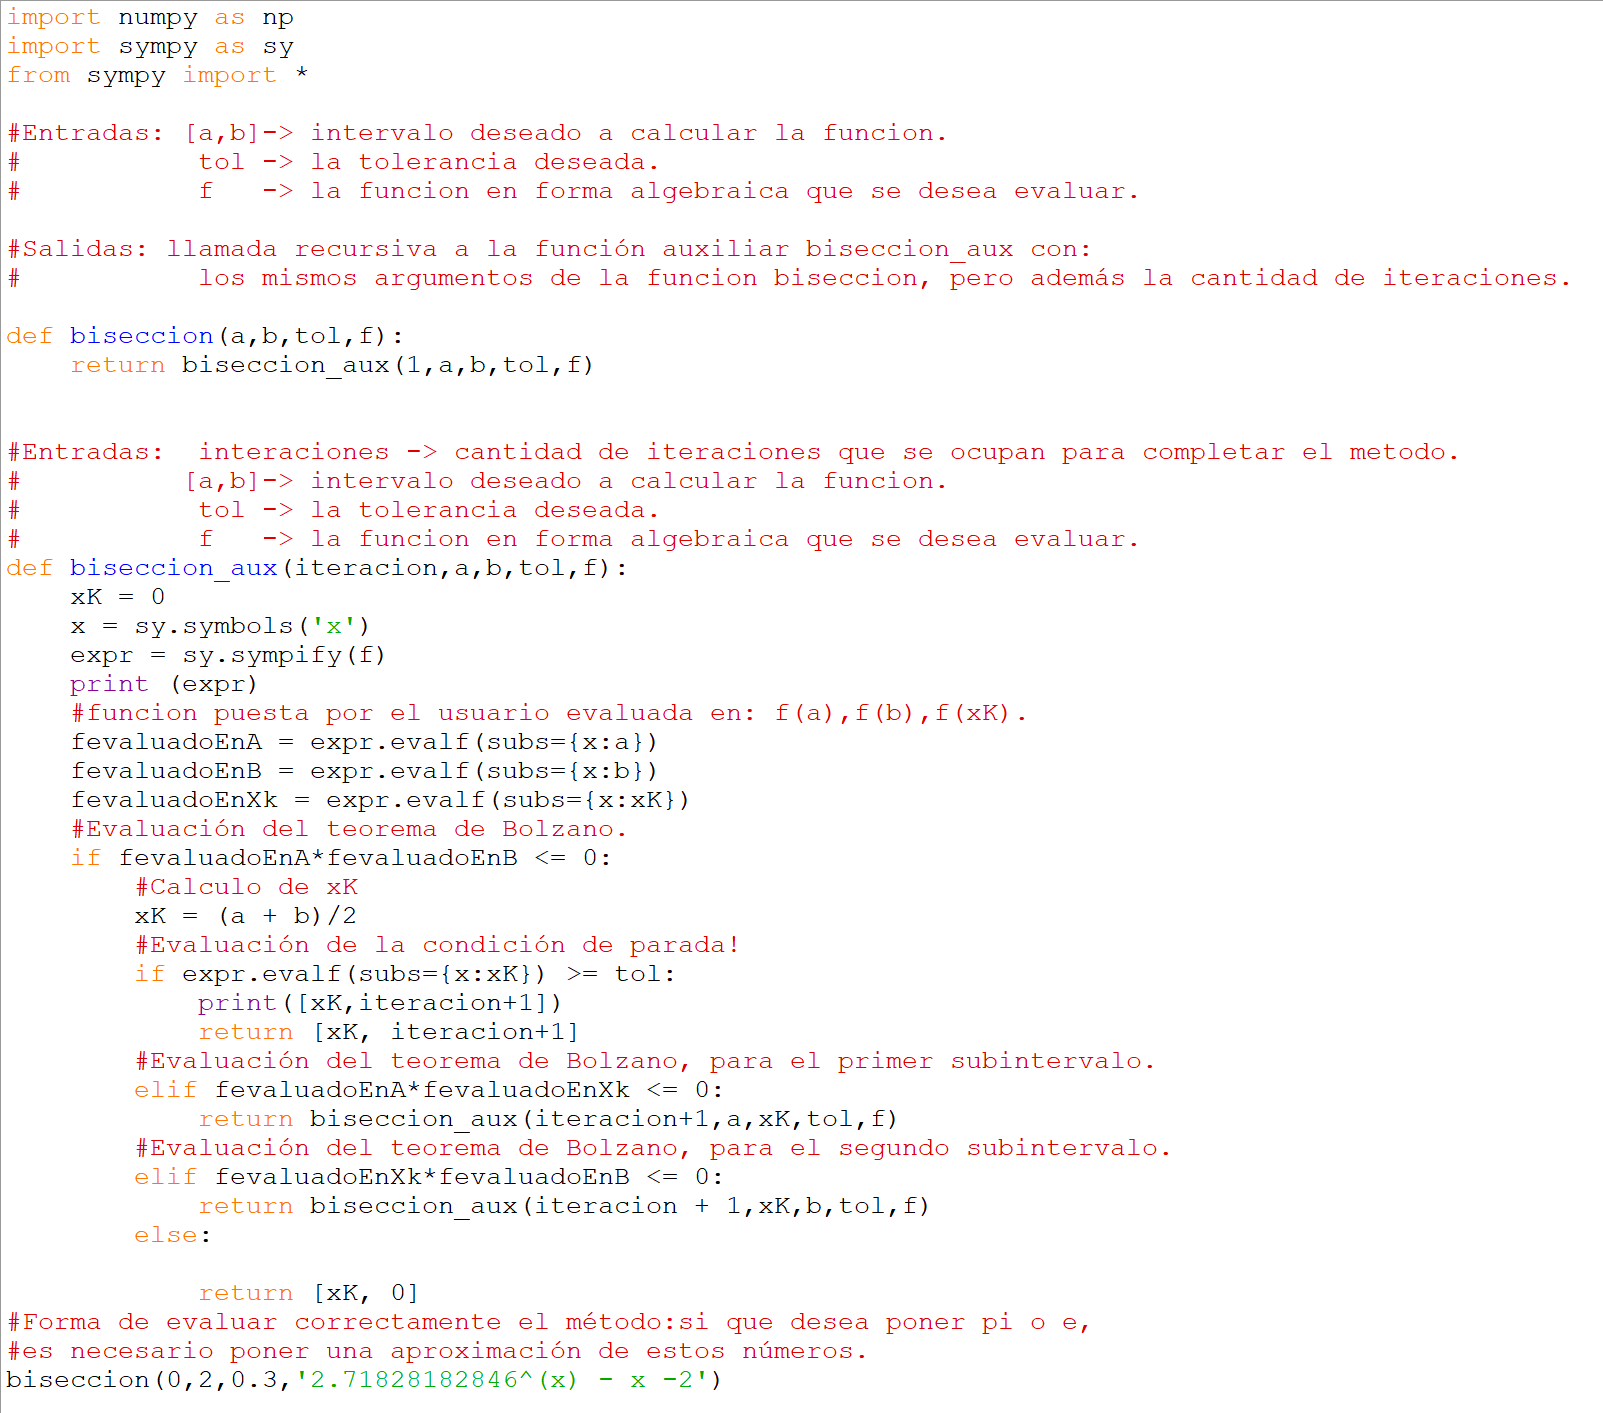 import numpy as np
import sympy as sy
from sympy import *
#Entradas: [a,b]-> intervalo deseado a calcular la funcion.
#           tol -> la tolerancia deseada.
#           f   -> la funcion en forma algebraica que se desea evaluar.
#Salidas: llamada recursiva a la función auxiliar biseccion_aux con:
#           los mismos argumentos de la funcion biseccion, pero además la cantidad de iteraciones.
def biseccion(a,b,tol,f):
    return biseccion_aux(1,a,b,tol,f)
#Entradas:  interaciones -> cantidad de iteraciones que se ocupan para completar el metodo.
#          [a,b]-> intervalo deseado a calcular la funcion.
#           tol -> la tolerancia deseada.
#           f   -> la funcion en forma algebraica que se desea evaluar.
def biseccion_aux(iteracion,a,b,tol,f):
    xK = 0
    x = sy.symbols('x')
    expr = sy.sympify(f)
    print (expr)
    #funcion puesta por el usuario evaluada en: f(a),f(b),f(xK).
    fevaluadoEnA = expr.evalf(subs={x:a})
    fevaluadoEnB = expr.evalf(subs={x:b})
    fevaluadoEnXk = expr.evalf(subs={x:xK})
    #Evaluación del teorema de Bolzano.
    if fevaluadoEnA*fevaluadoEnB <= 0:
        #Calculo de xK
        xK = (a + b)/2
        #Evaluación de la condición de parada!
        if expr.evalf(subs={x:xK}) >= tol:
            print([xK,iteracion+1])
            return [xK, iteracion+1]
        #Evaluación del teorema de Bolzano, para el primer subintervalo.
        elif fevaluadoEnA*fevaluadoEnXk <= 0:
            return biseccion_aux(iteracion+1,a,xK,tol,f)
        #Evaluación del teorema de Bolzano, para el segundo subintervalo.
        elif fevaluadoEnXk*fevaluadoEnB <= 0:
            return biseccion_aux(iteracion + 1,xK,b,tol,f)
        else:
            return [xK, 0]
#Forma de evaluar correctamente el método:si que desea poner pi o e,
#es necesario poner una aproximación de estos números.
biseccion(0,2,0.3,'2.71828182846^(x) - x -2')